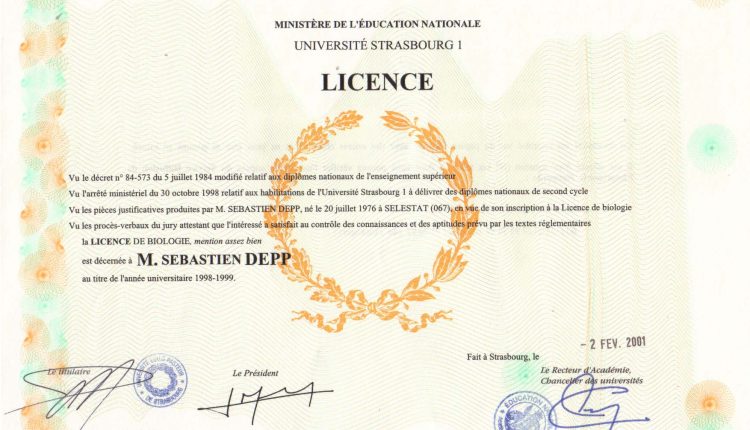 MINISTÈRE DE L'ÉDUCATION NATIONALE
UNIVERSITÉ STRASBOURG 1
LICENCE
Vu le décret n° 84-573 du 5 juillet 1984 modifié relatif aux diplômes nationaux de l'enseignement supérieur
Vu l'arrêté ministériel du 30 octobre 1998 relatif aux habilitations de l'Université Strasbourg 1 à délivrer des diplômes nationaux de second cycle
Vu les pièces justificatives produites par M. SEBASTIEN DEPP, né le 20 juillet 1976 à SELESTAT (067), en vue de son inscription à la Licence de biologie
Vu les procès-verbaux du jury attestant que l'intéressé a satisfait au contrôle des connaissances et des aptitudes prévu par les textes réglementaires
la LICENCE DE BIOLOGIE, mention assez bien
est décernée à M. SEBASTIEN DEPP
au titre de l'année universitaire 1998-1999.
- 2 FEV. 2001
Fait à Strasbourg, le
Le titulaire
Le Président
Le Recteur d'Académie,
Chancelier des universités
DE STRASBOURG